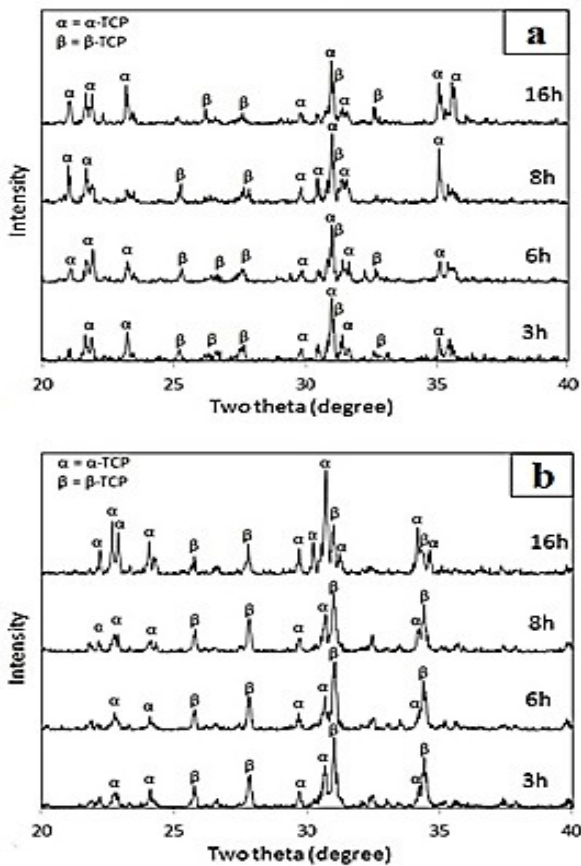 α = α-TCP
β = β-TCP
a
α α α β β α α β α β α α 16h
α α β β α α α β α α 8h
α α α β β β α α β α β α 6h
α α β β β α α β α β α 3h
Intensity
20 25 30 35 40
Two theta (degree)
α = α-TCP
β = β-TCP
b
α α α α β β α α α β α α β α 16h
α α α β β α α β α β 8h
α α β β α α β α β 6h
α α β β α α β α β 3h
Intensity
20 25 30 35 40
Two theta (degree)